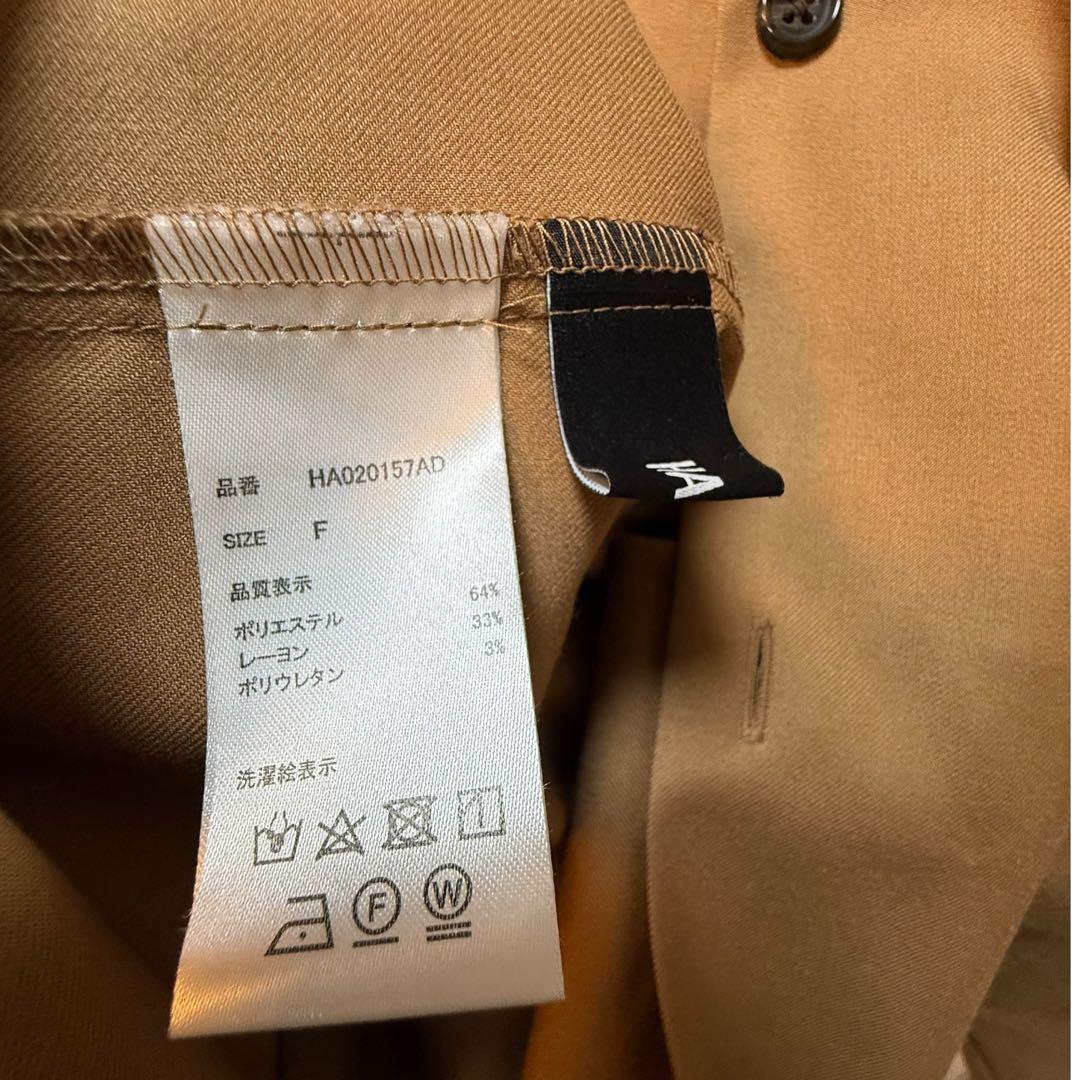 品番 HA020157AD
SIZE F
品質表示
ポリエステル 64%
レーヨン 33%
ポリウレタン 3%
洗濯絵表示
F W